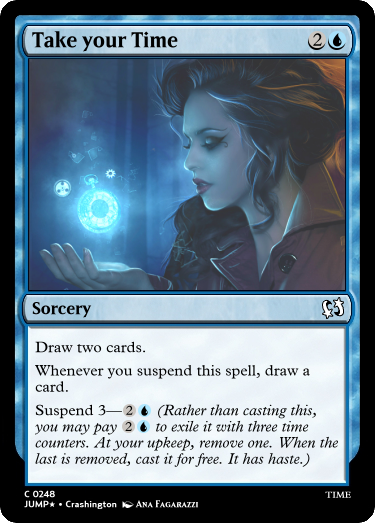 Take your Time 2
Sorcery
Draw two cards.
Whenever you suspend this spell, draw a
card.
Suspend 3—2 (Rather than casting this,
you may pay 2 to exile it with three time
counters. At your upkeep, remove one. When the
last is removed, cast it for free. It has haste.)
C 0248
JUMP★ • Crashington Ana Fagarazzi
TIME